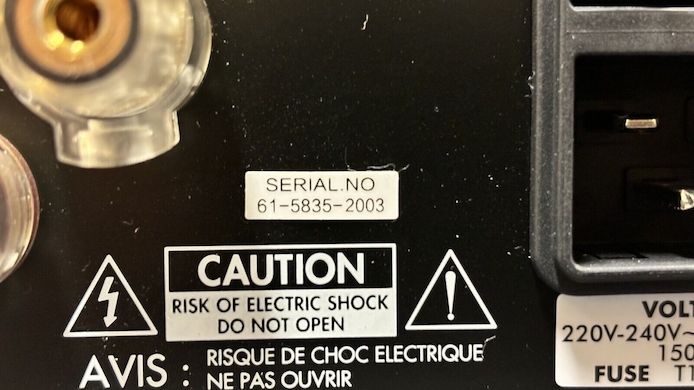 SERIAL.NO
61-5835-2003
CAUTION
RISK OF ELECTRIC SHOCK
DO NOT OPEN
AVIS : RISQUE DE CHOC ELECTRIQUE
NE PAS OUVRIR
220V-240V~
150
FUSE